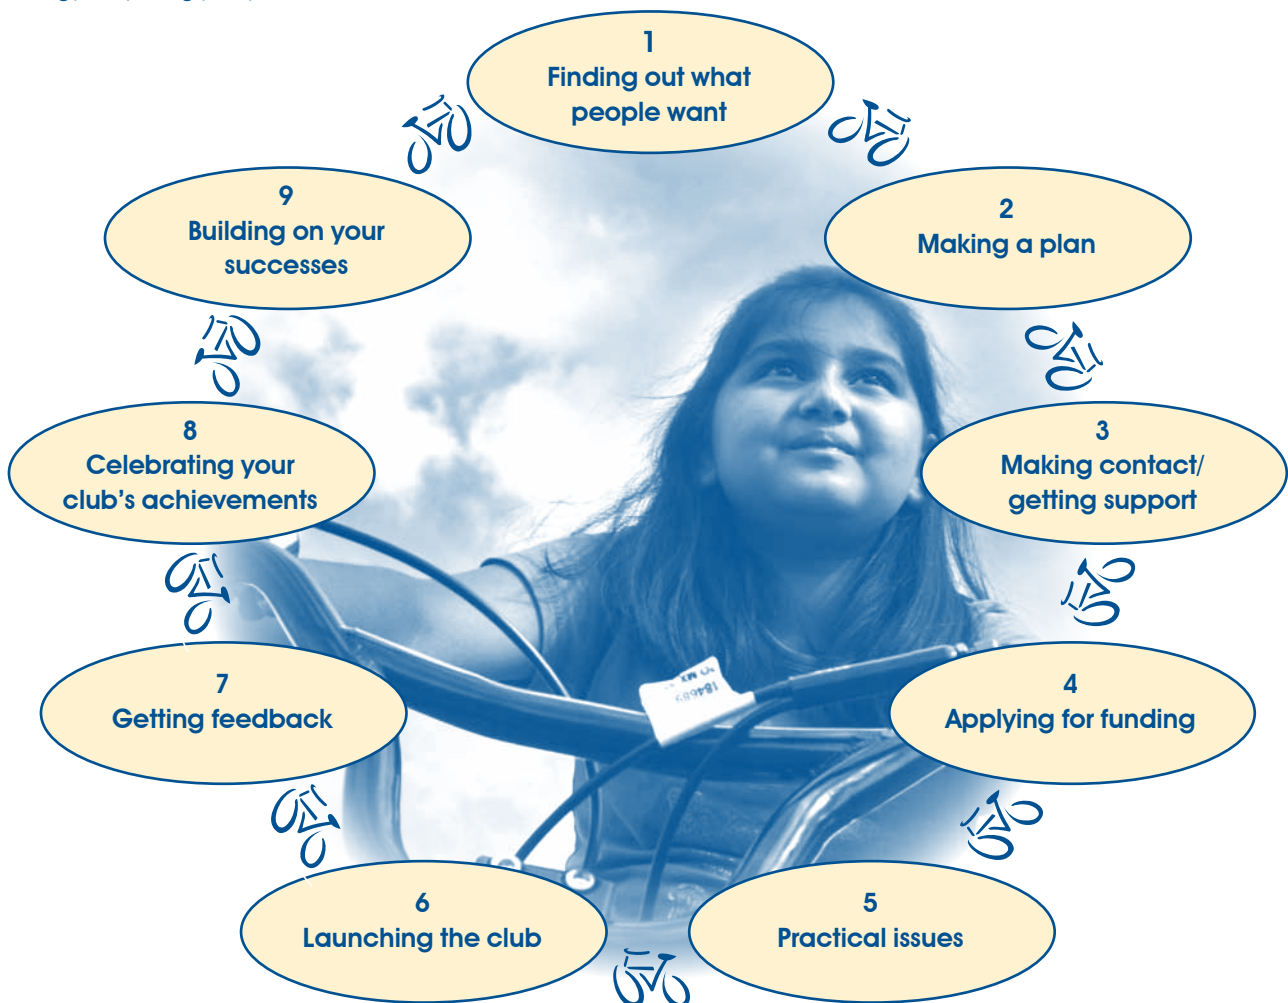 1
Finding out what
people want
2
Making a plan
3
Making contact/
getting support
4
Applying for funding
5
Practical issues
6
Launching the club
7
Getting feedback
8
Celebrating your
club's achievements
9
Building on your
successes
184689